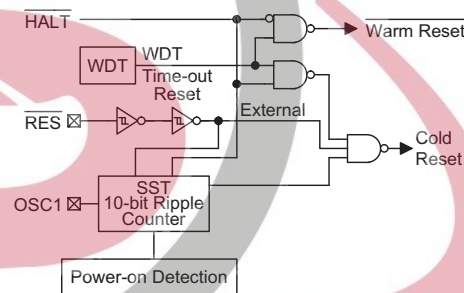 HALT
Warm Reset
WDT
WDT
Time-out
Reset
External
RES
Cold
Reset
OSC1
SST
10-bit Ripple
Counter
Power-on Detection